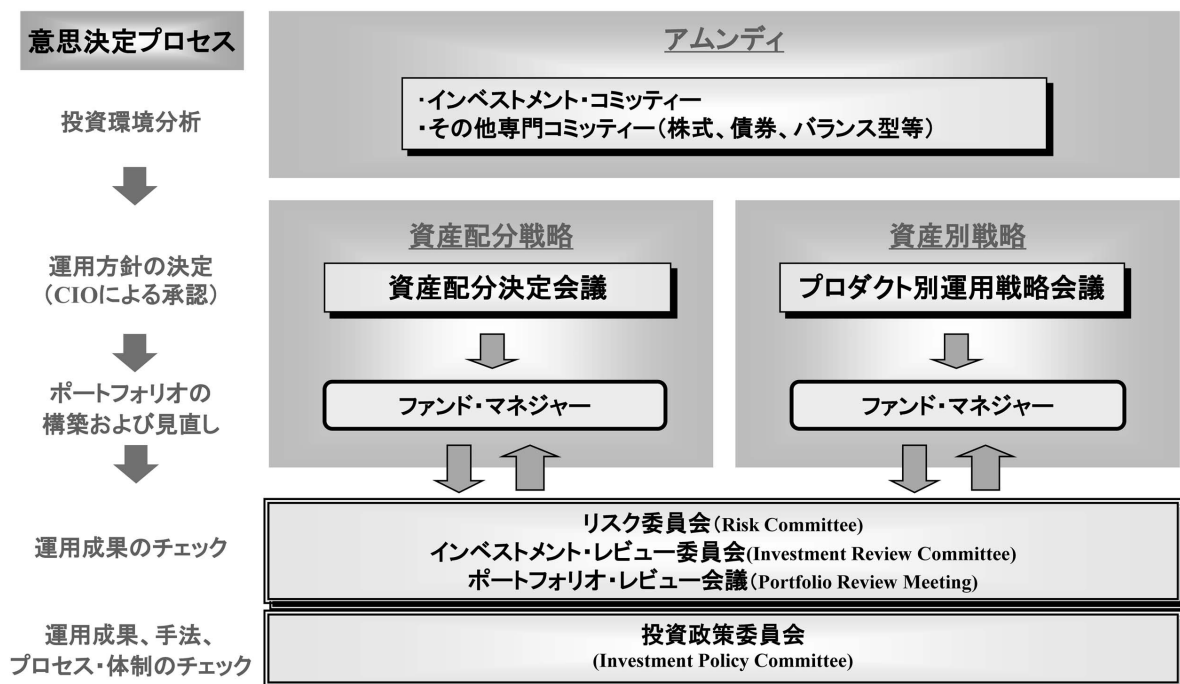 意思決定プロセス
アムンディ
投資環境分析
・インベストメント・コミッティー
・その他専門コミッティー（株式、債券、バランス型等）
運用方針の決定
（CIOによる承認）
資産配分戦略
資産配分決定会議
資産別戦略
プロダクト別運用戦略会議
ポートフォリオの
構築および見直し
ファンド・マネジャー
ファンド・マネジャー
運用成果のチェック
リスク委員会（Risk Committee）
インベストメント・レビュー委員会(Investment Review Committee)
ポートフォリオ・レビュー会議（Portfolio Review Meeting)
運用成果、手法、
プロセス・体制のチェック
投資政策委員会
(Investment Policy Committee)